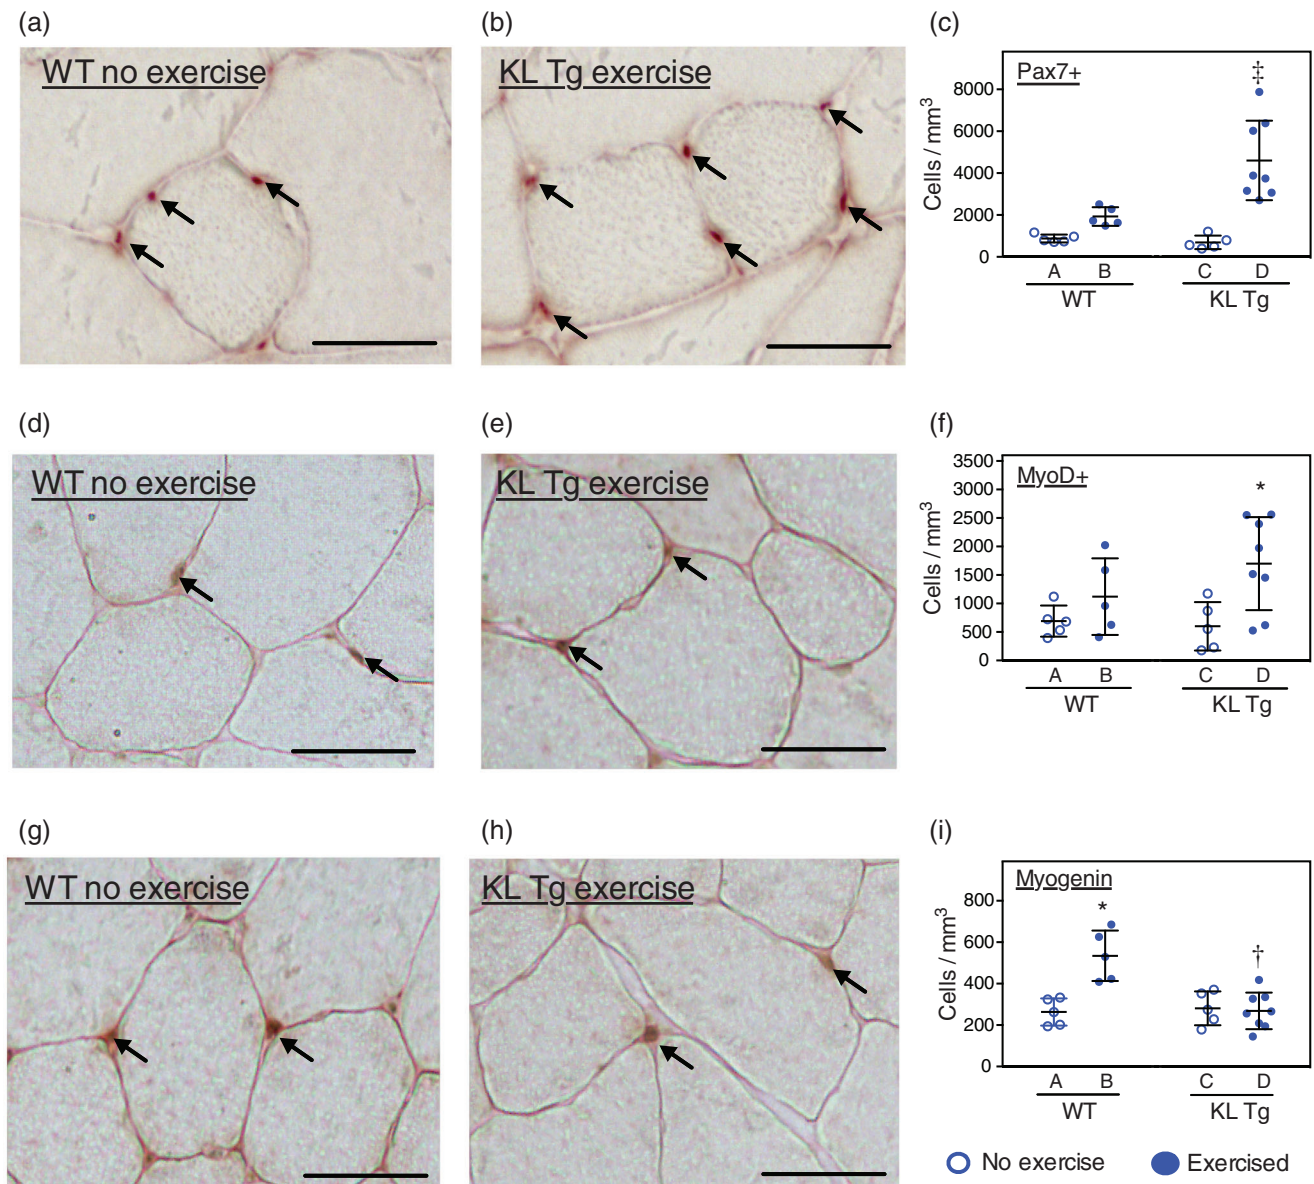 (a)
WT no exercise
(b)
KL Tg exercise
(c)
Pax7+
‡
8000
6000
4000
2000
0
Cells / mm³
A B C D
WT KL Tg
(d)
WT no exercise
(e)
KL Tg exercise
(f)
MyoD+
*
3500
3000
2500
2000
1500
1000
500
0
Cells / mm³
A B C D
WT KL Tg
(g)
WT no exercise
(h)
KL Tg exercise
(i)
Myogenin
*
†
800
600
400
200
0
Cells / mm³
A B C D
WT KL Tg
No exercise Exercised